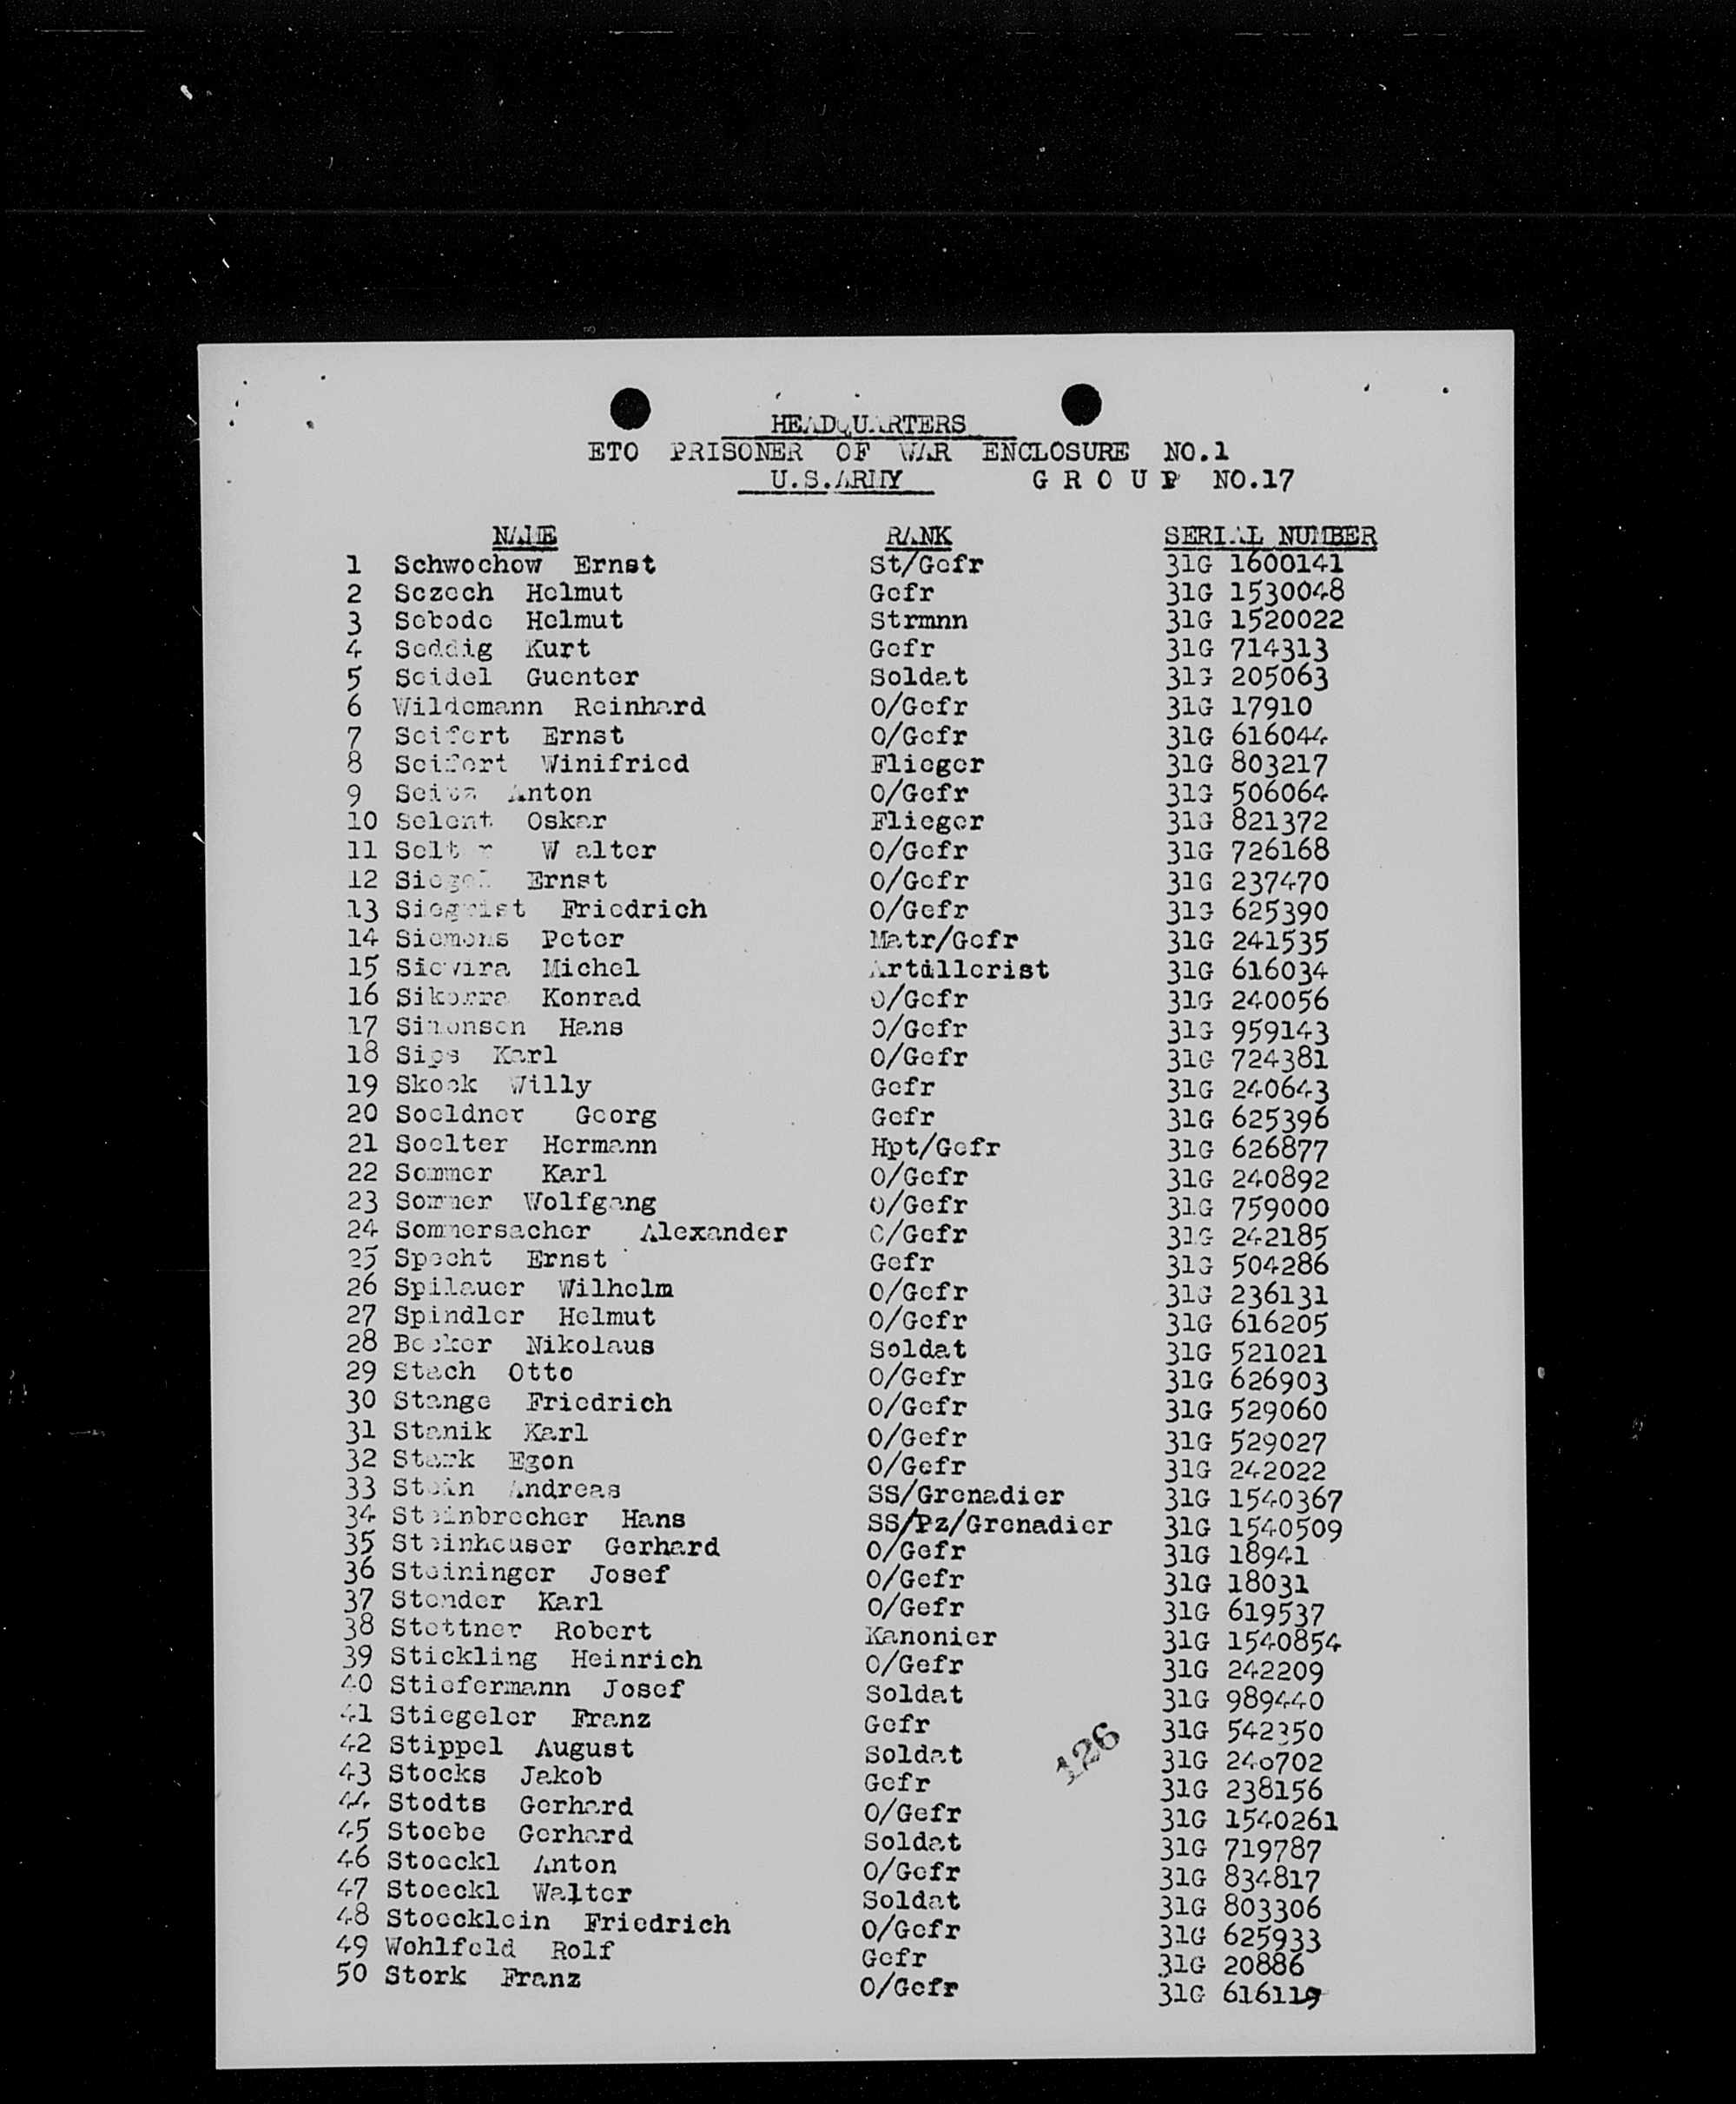 HEADQUARTERS
ETO PRISONER OF WAR ENCLOSURE NO.1
U.S.ARMY G R O U P NO.17
NAME RANK SERIAL NUMBER
1 Schwochow Ernst St/Gefr 31G 1600141
2 Sczech Helmut Gefr 31G 1530048
3 Sebode Helmut Strmnn 31G 1520022
4 Seddig Kurt Gefr 31G 714313
5 Seidel Guenter Soldat 31G 205063
6 Wildemann Reinhard O/Gefr 31G 17910
7 Seifert Ernst O/Gefr 31G 616044
8 Seifert Winifried Flieger 31G 803217
9 Anton O/Gefr 31G 506064
10 Selent Oskar Flieger 31G 821372
11 W alter O/Gefr 31G 726168
12 Siegel Ernst O/Gefr 31G 237470
13 Siegrist Friedrich O/Gefr 31G 625390
14 Siemens Peter Matr/Gefr 31G 241535
15 Siewira Michel Artillerist 31G 616034
16 Sikorra Konrad O/Gefr 31G 240056
17 Simonsen Hans O/Gefr 31G 959143
18 Sips Karl O/Gefr 31G 724381
19 Skock Willy Gefr 31G 240643
20 Soeldner Georg Gefr 31G 625396
21 Soelter Hermann Hpt/Gefr 31G 626877
22 Sommer Karl O/Gefr 31G 240892
23 Sommer Wolfgang O/Gefr 31G 759000
24 Sommersacher Alexander O/Gefr 31G 242185
25 Specht Ernst Gefr 31G 504286
26 Spilauer Wilhelm O/Gefr 31G 236131
27 Spindler Helmut O/Gefr 31G 616205
28 Becker Nikolaus Soldat 31G 521021
29 Stach Otto O/Gefr 31G 626903
30 Stange Friedrich O/Gefr 31G 529060
31 Stanik Karl O/Gefr 31G 529027
32 Stark Egon O/Gefr 31G 242022
33 Stein Andreas SS/Grenadier 31G 1540367
34 Steinbrecher Hans SS/Pz/Grenadier 31G 1540509
35 Steinheuser Gerhard O/Gefr 31G 18941
36 Steininger Josef O/Gefr 31G 18031
37 Stender Karl O/Gefr 31G 619537
38 Stettner Robert Kanonier 31G 1540854
39 Stickling Heinrich O/Gefr 31G 242209
40 Stiefermann Josef Soldat 31G 989440
41 Stiegeler Franz Gefr 31G 542350
42 Stippel August Soldat 31G 240702
43 Stocks Jakob Gefr 31G 238156
44 Stodts Gerhard O/Gefr 31G 1540261
45 Stoebe Gerhard Soldat 31G 719787
46 Stoeckl Anton O/Gefr 31G 834817
47 Stoeckl Walter Soldat 31G 803306
48 Stoecklein Friedrich O/Gefr 31G 625933
49 Wohlfeld Rolf Gefr 31G 20886
50 Stork Franz O/Gefr 31G 616119
126